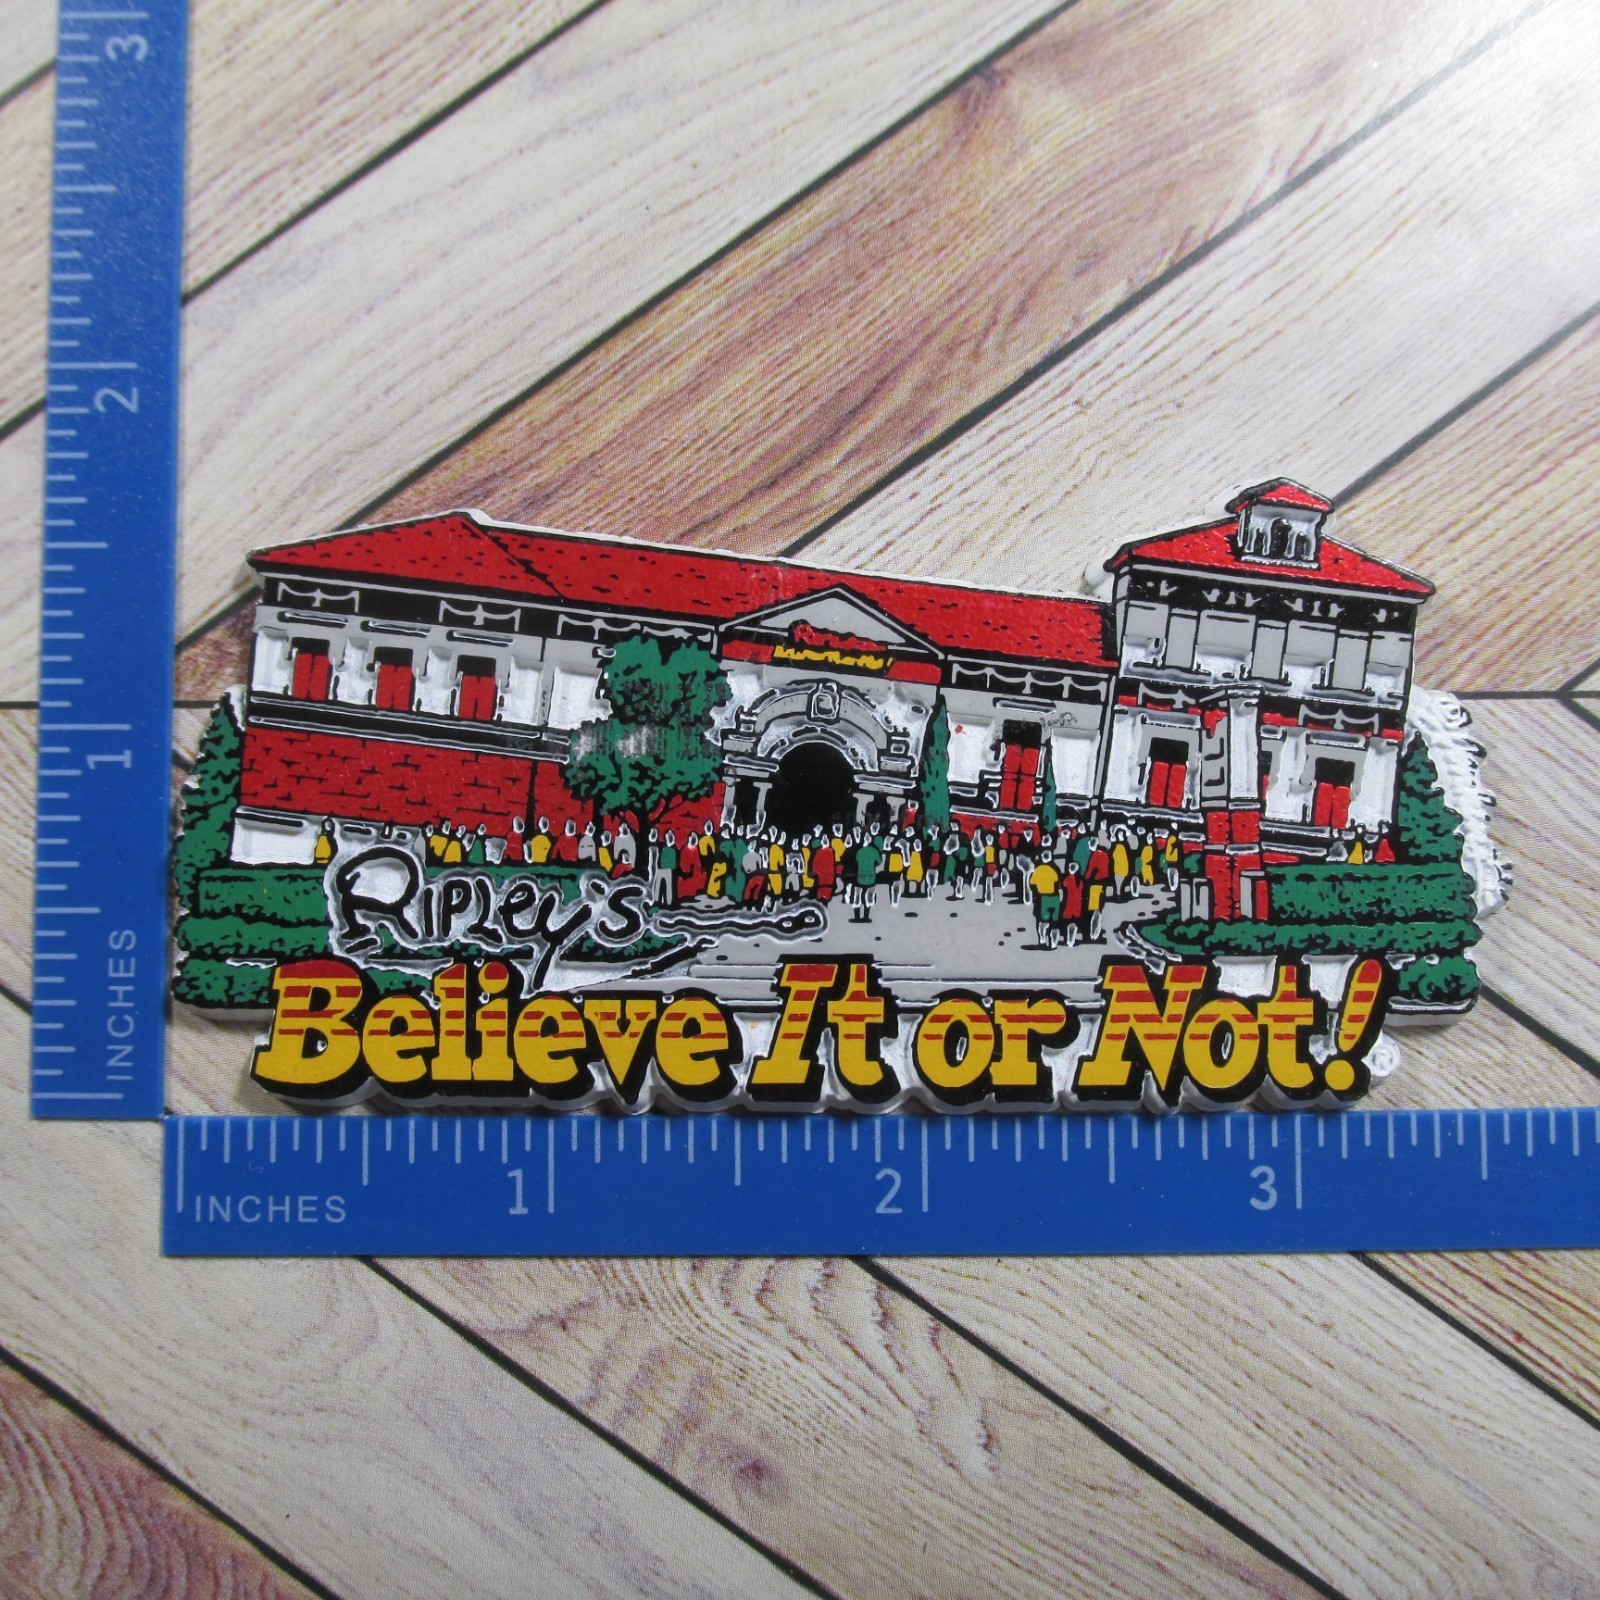 3
2
1
INCHES
RIPLEY'S
Believe It or Not!
INCHES 1 2 3